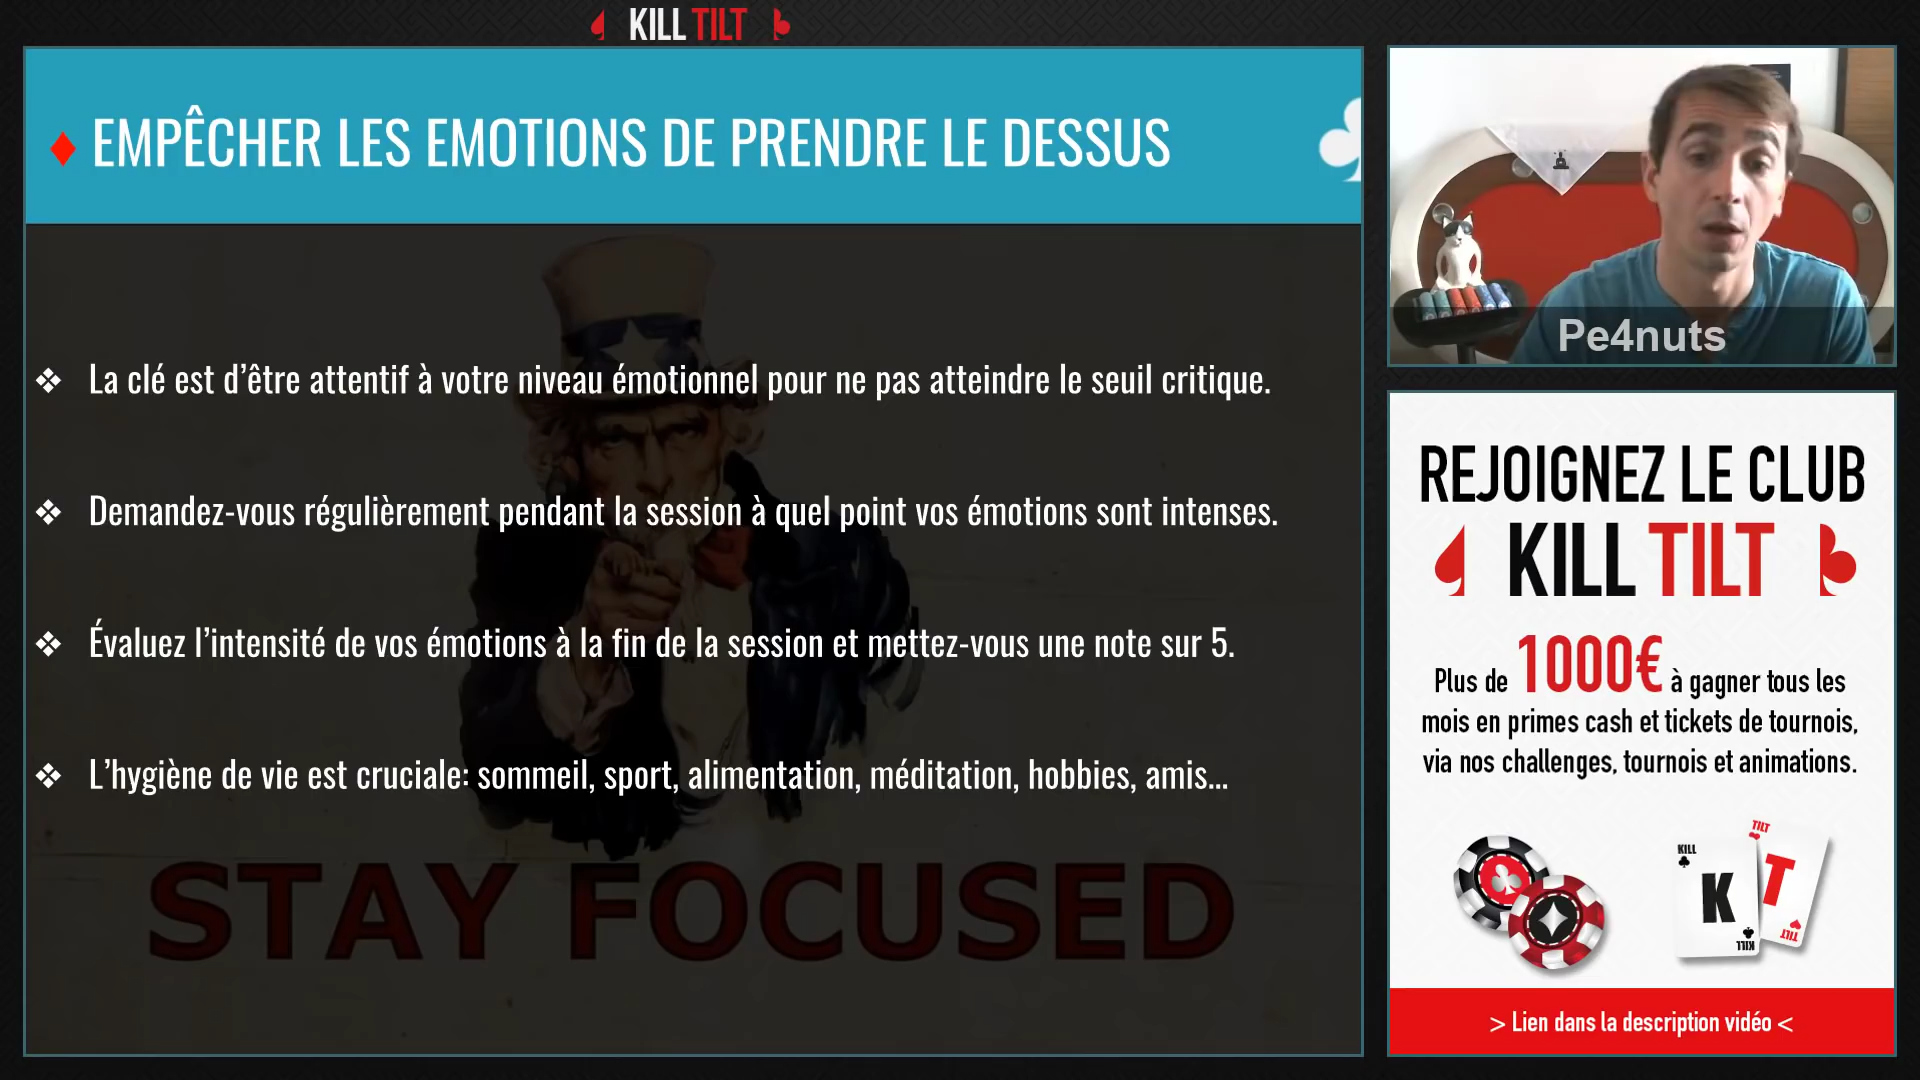 KILL TILT
♦ EMPÊCHER LES EMOTIONS DE PRENDRE LE DESSUS
❖ La clé est d’être attentif à votre niveau émotionnel pour ne pas atteindre le seuil critique.
❖ Demandez-vous régulièrement pendant la session à quel point vos émotions sont intenses.
❖ Évaluez l’intensité de vos émotions à la fin de la session et mettez-vous une note sur 5.
❖ L’hygiène de vie est cruciale: sommeil, sport, alimentation, méditation, hobbies, amis...
STAY FOCUSED
Pe4nuts
REJOIGNEZ LE CLUB
KILL TILT
Plus de 1000€ à gagner tous les
mois en primes cash et tickets de tournois,
via nos challenges, tournois et animations.
KILL
K
KILL
TILT
T
TILT
> Lien dans la description vidéo <